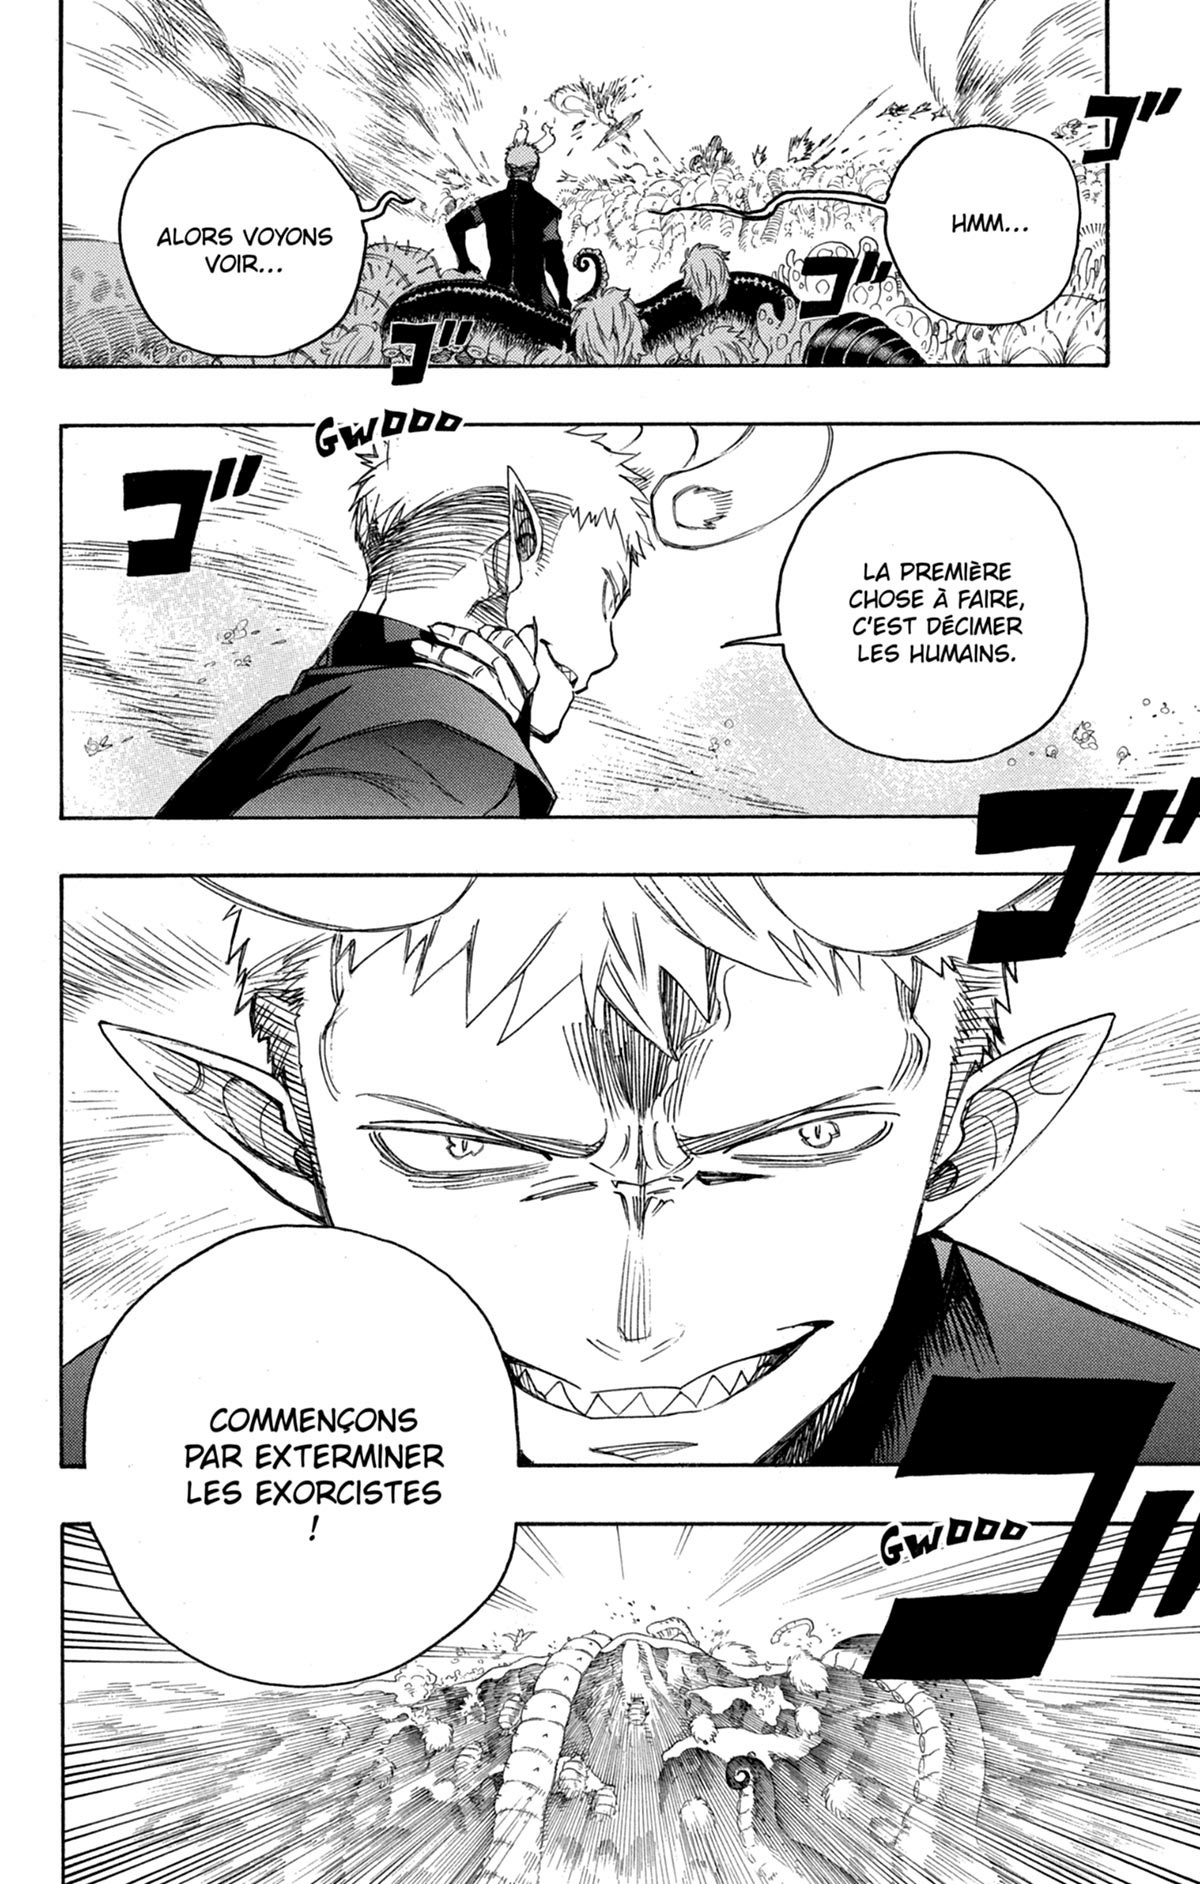 HMM...
ゴ
ALORS VOYONS
VOIR...
ゴ
ゴ
GWOOO
ゴ
LA PREMIÈRE
CHOSE À FAIRE,
C'EST DÉCIMER
LES HUMAINS.
ゴ
COMMENÇONS
PAR EXTERMINER
LES EXORCISTES
!
GWOOO
ゴ